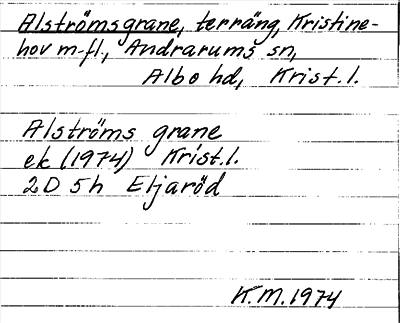 Alströmsgrane, terräng, Kristine-
hov m.fl., Andrarums sn,
Albo hd, Krist.l.
Alströms grane
ek (1974) Krist.l.
2D 5h Eljaröd
K.M. 1974